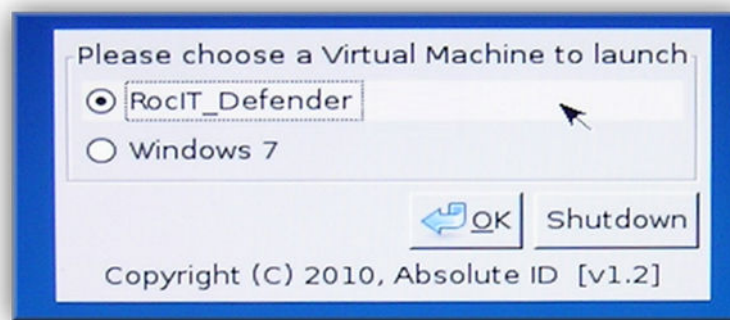 Please choose a Virtual Machine to launch
RocIT_Defender
Windows 7
OK Shutdown
Copyright (C) 2010, Absolute ID [v1.2]